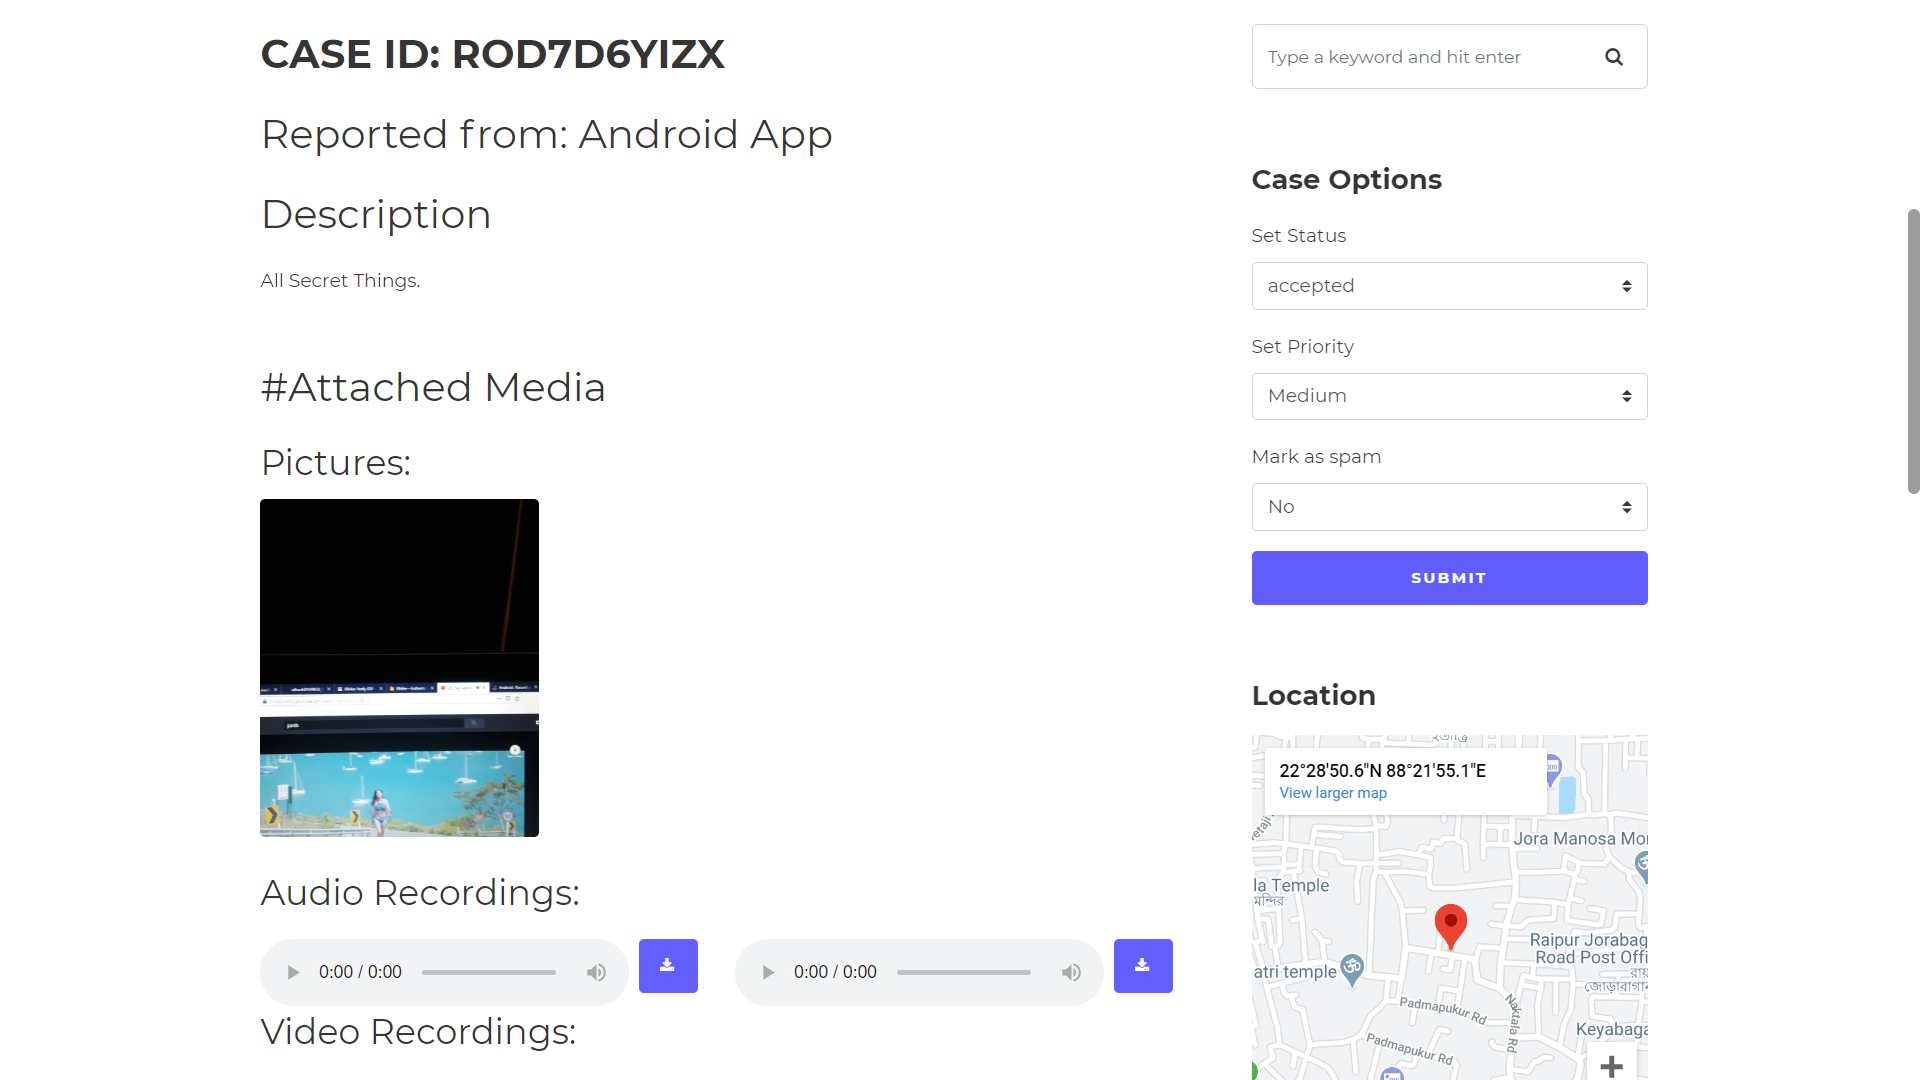 CASE ID: ROD7D6YIZX
Reported from: Android App
Description
All Secret Things.
#Attached Media
Pictures:
Audio Recordings:
0:00 / 0:00
0:00 / 0:00
Video Recordings:
Type a keyword and hit enter
Case Options
Set Status
accepted
Set Priority
Medium
Mark as spam
No
SUBMIT
Location
22°28'50.6"N 88°21'55.1"E
View larger map
Jora Manosa Mo
la Temple
মন্দির
Raipur Jorabag
Road Post Offi
রায়
জোড়াবাগান
atri temple
Padmapukur Rd
Naktala Rd
Padmapukur Rd
Keyabaga